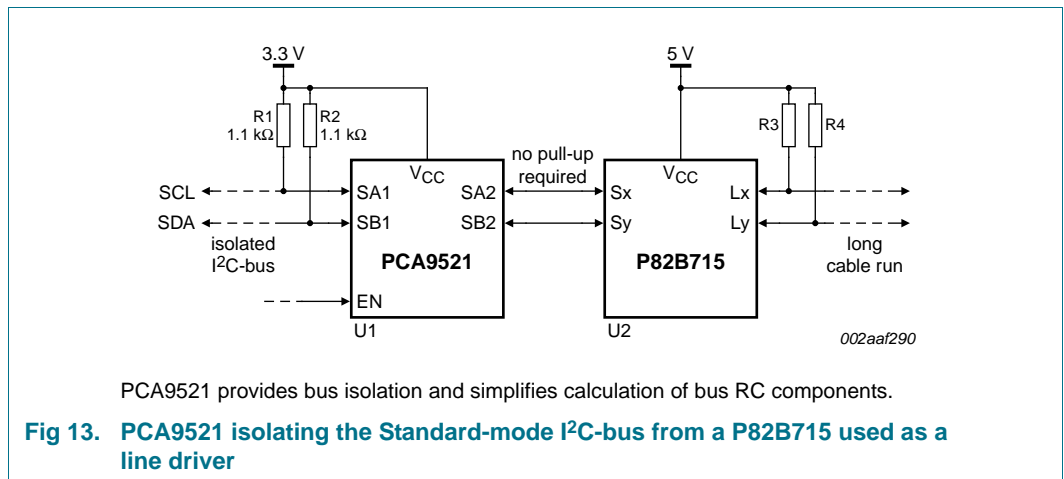 3.3 V
5 V
R1
1.1 kΩ
R2
1.1 kΩ
R3
R4
no pull-up
required
VCC
VCC
SCL
SA1
SA2
Sx
Lx
SDA
SB1
SB2
Sy
Ly
isolated
I2C-bus
long
cable run
PCA9521
P82B715
EN
U1
U2
002aaf290
PCA9521 provides bus isolation and simplifies calculation of bus RC components.
Fig 13. PCA9521 isolating the Standard-mode I2C-bus from a P82B715 used as a
line driver